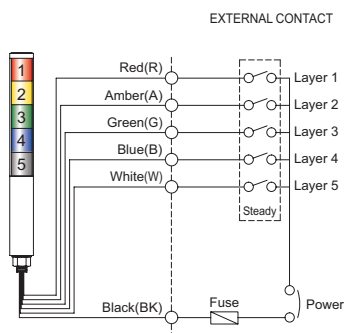 EXTERNAL CONTACT
1
2
3
4
5
Red(R)
Layer 1
Amber(A)
Layer 2
Green(G)
Layer 3
Blue(B)
Layer 4
White(W)
Layer 5
Steady
Black(BK)
Fuse
Power